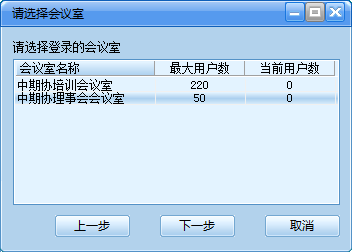 请选择会议室
请选择登录的会议室
会议室名称 最大用户数 当前用户数
中期协培训会议室 220 0
中期协理事会会议室 50 0
上一步 下一步 取消